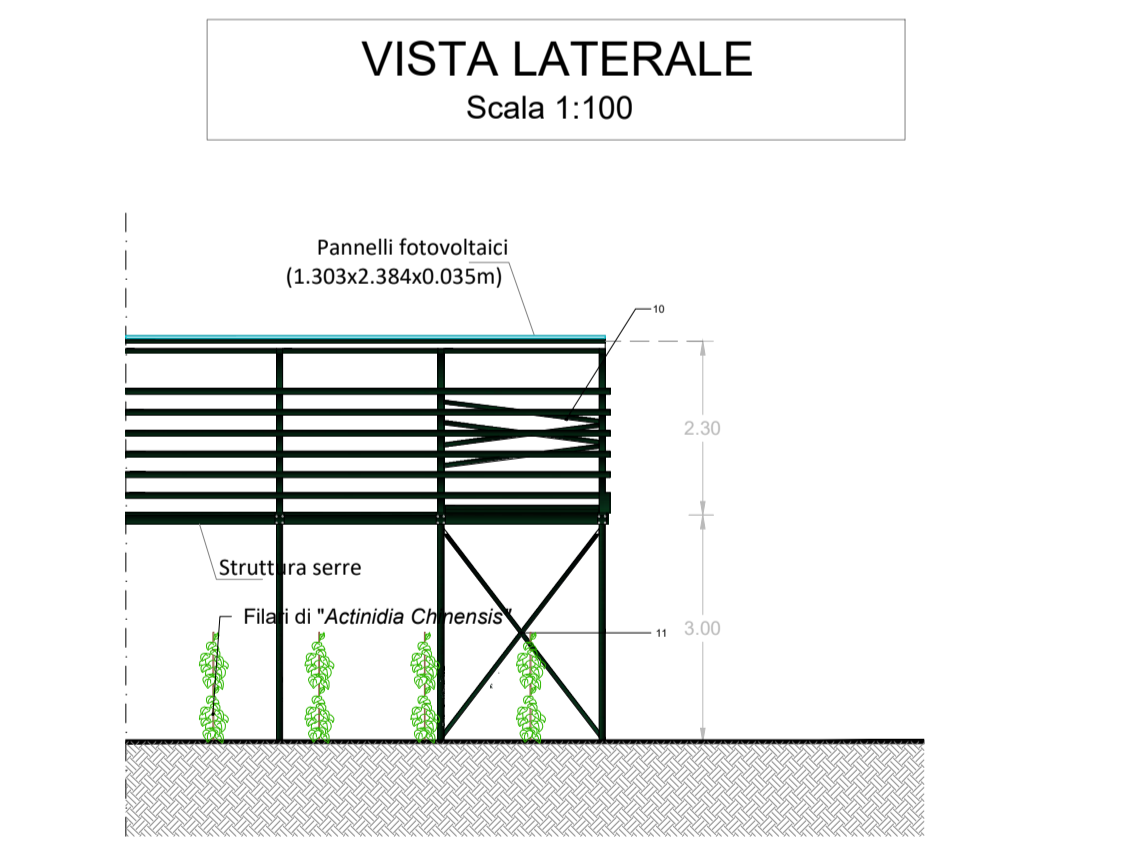 VISTA LATERALE
Scala 1:100
Pannelli fotovoltaici
(1.303x2.384x0.035m)
10
2.30
Struttura serre
Filari di "Actinidia Chinensis"
11
3.00